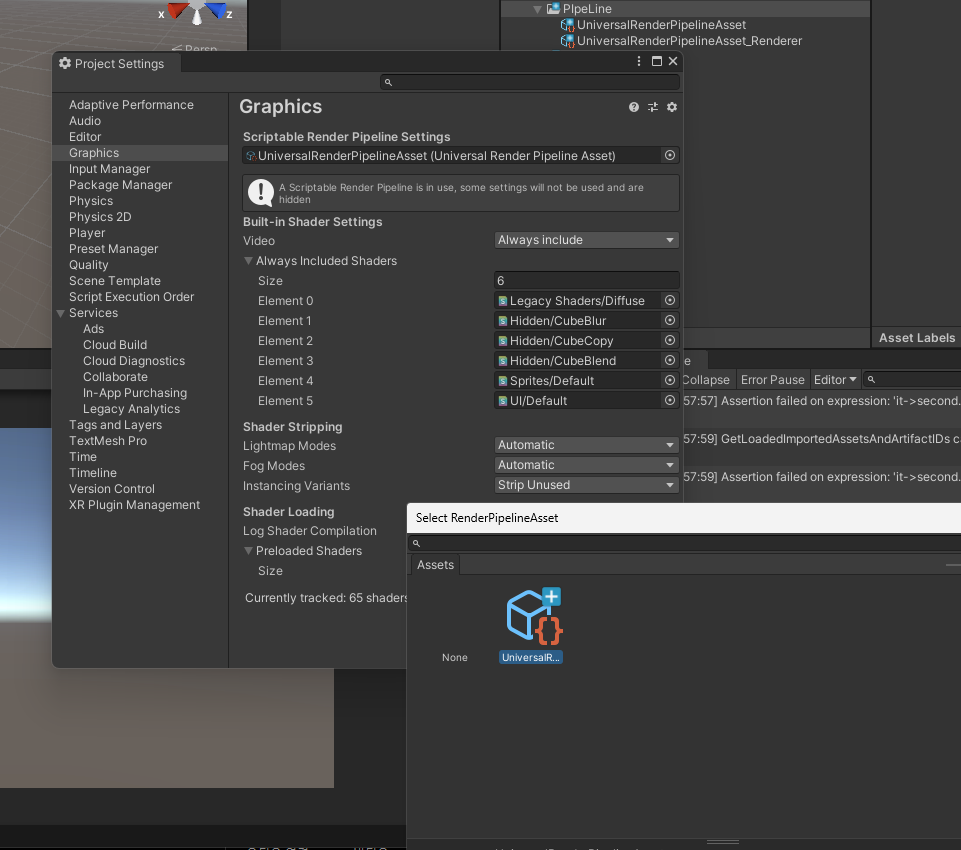 x
z
Persp
PIpeLine
UniversalRenderPipelineAsset
UniversalRenderPipelineAsset_Renderer
Project Settings
Adaptive Performance
Audio
Editor
Graphics
Input Manager
Package Manager
Physics
Physics 2D
Player
Preset Manager
Quality
Scene Template
Script Execution Order
Services
Ads
Cloud Build
Cloud Diagnostics
Collaborate
In-App Purchasing
Legacy Analytics
Tags and Layers
TextMesh Pro
Time
Timeline
Version Control
XR Plugin Management
Graphics
Scriptable Render Pipeline Settings
UniversalRenderPipelineAsset (Universal Render Pipeline Asset)
A Scriptable Render Pipeline is in use, some settings will not be used and are
hidden
Built-in Shader Settings
Video Always include
Always Included Shaders
Size 6
Element 0 Legacy Shaders/Diffuse
Element 1 Hidden/CubeBlur
Element 2 Hidden/CubeCopy
Element 3 Hidden/CubeBlend
Element 4 Sprites/Default
Element 5 UI/Default
Shader Stripping
Lightmap Modes Automatic
Fog Modes Automatic
Instancing Variants Strip Unused
Shader Loading
Log Shader Compilation
Preloaded Shaders
Size
Currently tracked: 65 shaders
Asset Labels
e
Collapse Error Pause Editor
57:57] Assertion failed on expression: 'it->second.
57:59] GetLoadedImportedAssetsAndArtifactIDs c
57:59] Assertion failed on expression: 'it->second.
Select RenderPipelineAsset
Assets
None UniversalR...